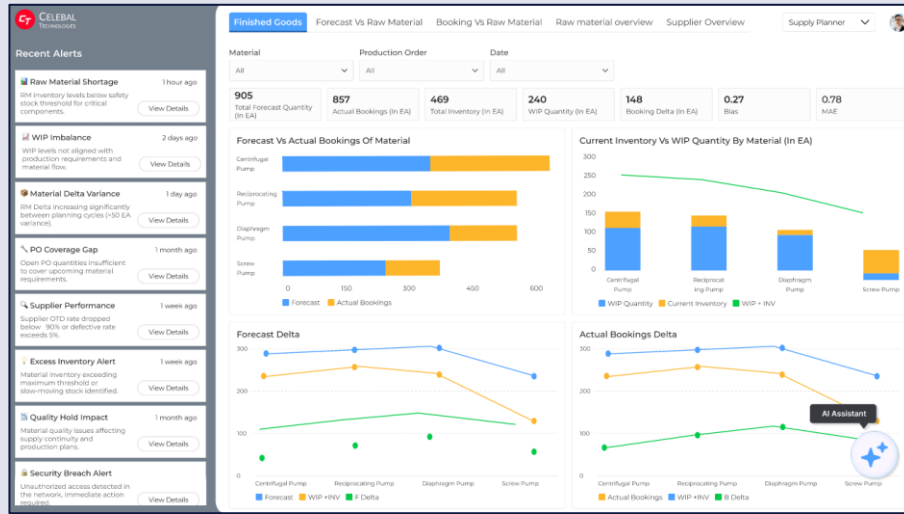 CT CELEBAL
TECHNOLOGIES
Recent Alerts
Raw Material Shortage 1 hour ago
RM inventory levels below safety
stock threshold for critical
components.
View Details
WIP Imbalance 2 days ago
WIP levels not aligned with
production requirements and
material flow.
View Details
Material Delta Variance 1 day ago
RM Delta increasing significantly
between planning cycles (>50 EA
variance).
View Details
PO Coverage Gap 1 month ago
Open PO quantities insufficient
to cover upcoming material
requirements.
View Details
Supplier Performance 1 week ago
Supplier OTD rate dropped
below 90% or defective rate
exceeds 5%.
View Details
Excess Inventory Alert 1 week ago
Material inventory exceeding
maximum threshold or
slow-moving stock identified.
View Details
Quality Hold Impact 1 month ago
Material quality issues affecting
supply continuity and
production plans.
View Details
Security Breach Alert
Unauthorized access detected in
the network, immediate action
required.
View Details
Finished Goods Forecast Vs Raw Material Booking Vs Raw Material Raw material overview Supplier Overview Supply Planner
Material Production Order Date
All All All
905 857 469 240 148 0.27 0.78
Total Forecast Quantity (In EA) Actual Bookings (In EA) Total Inventory (In EA) WIP Quantity (In EA) Booking Delta (In EA) Bias MAE
Forecast Vs Actual Bookings Of Material
Centrifugal
Pump
Reciprocating
Pump
Diaphragm
Pump
Screw
Pump
0 150 300 450 600
Forecast Actual Bookings
Current Inventory Vs WIP Quantity By Material (In EA)
300
250
200
150
100
50
0
Centrifugal Pump Reciprocat ing Pump Diaphragm Pump Screw Pump
WIP Quantity Current Inventory WIP + INV
Forecast Delta
300
200
100
0
Centrifugal Pump Reciprocating Pump Diaphragm Pump Screw Pump
Forecast WIP +INV F Delta
Actual Bookings Delta
300
200
100
0
AI Assistant
Centrifugal Pump Reciprocating Pump Diaphragm Pump Screw Pump
Actual Bookings WIP +INV B Delta